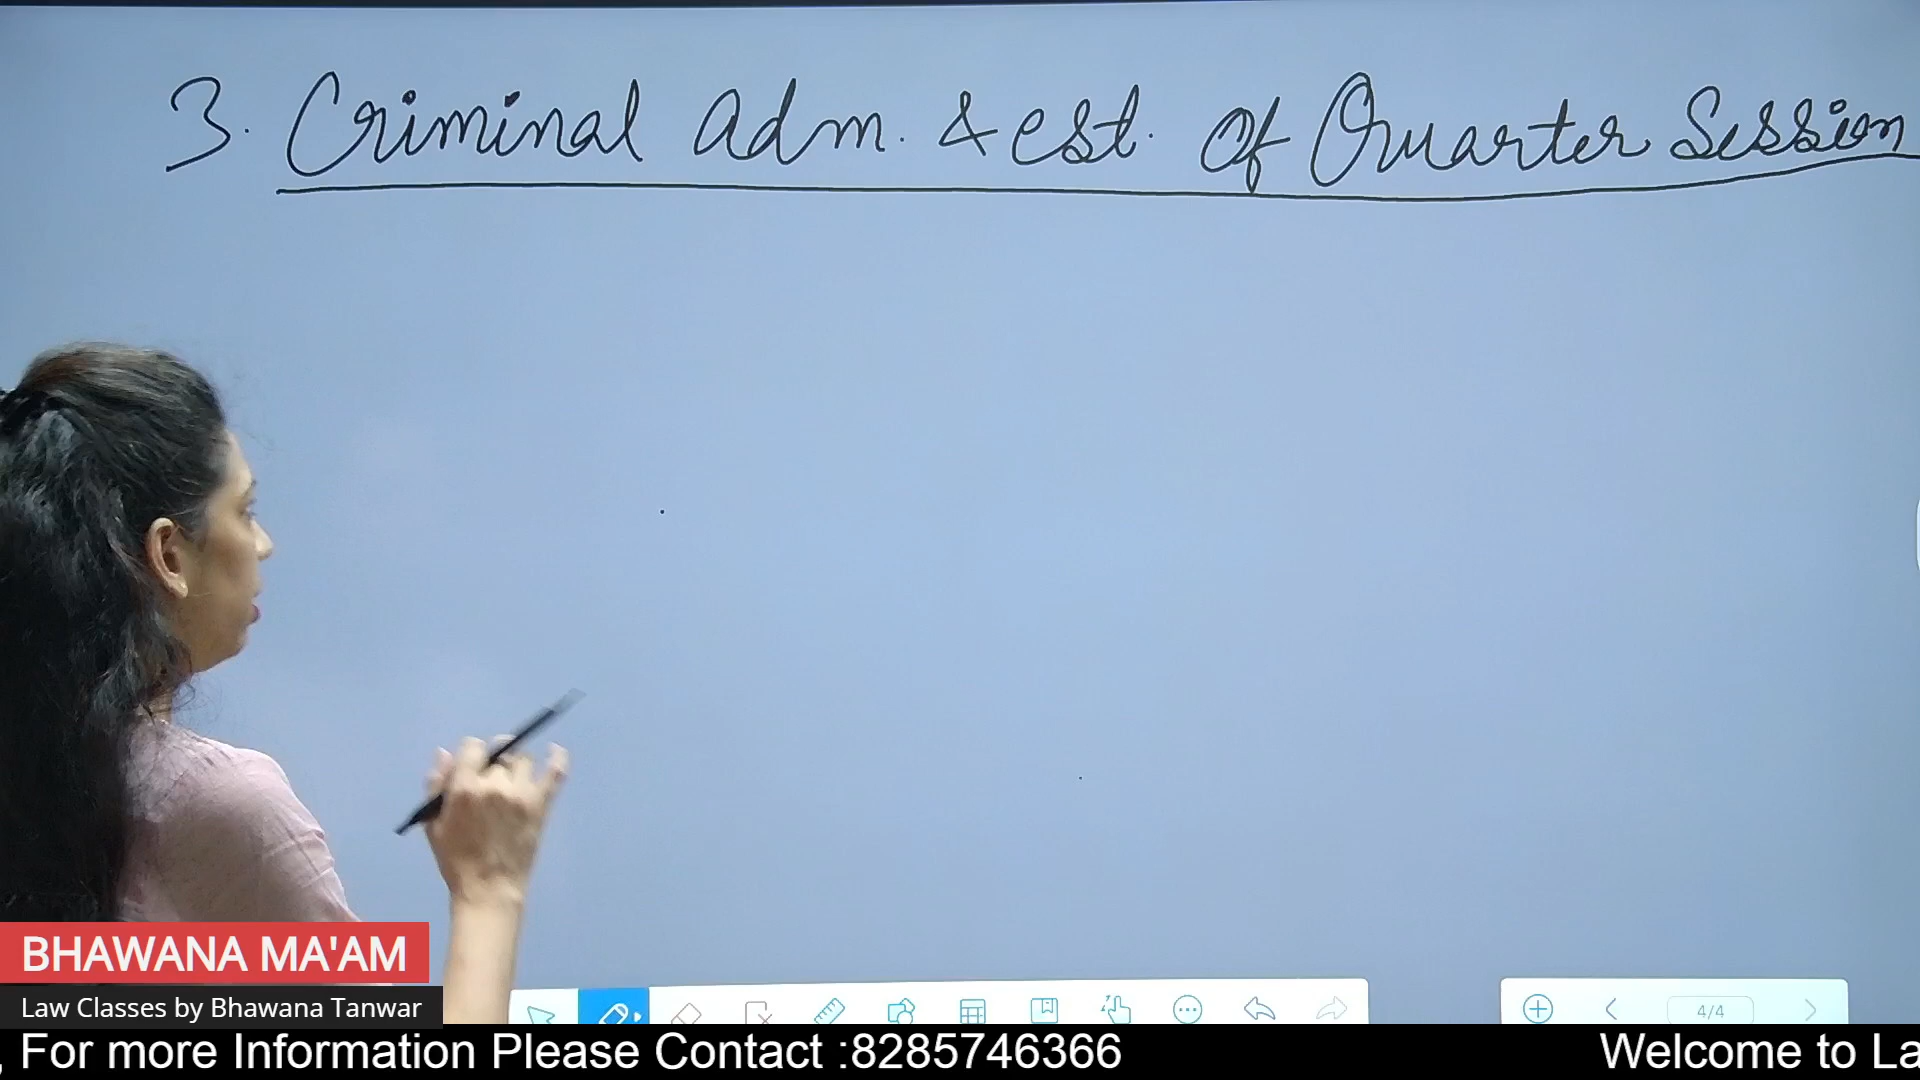 3. Criminal adm. & est. of Quarter Session
BHAWANA MA'AM
Law Classes by Bhawana Tanwar
4/4
, For more Information Please Contact :8285746366
Welcome to La